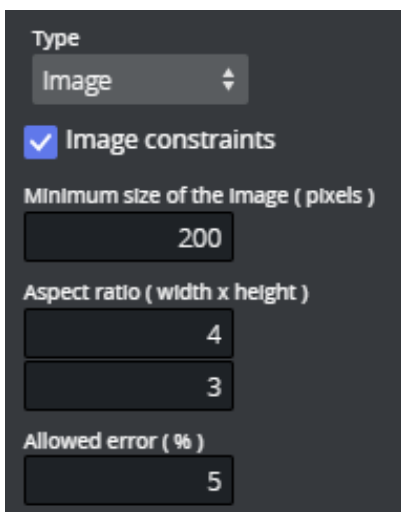 Type
Image
Image constraints
Minimum size of the image ( pixels )
200
Aspect ratio ( width x height )
4
3
Allowed error ( % )
5